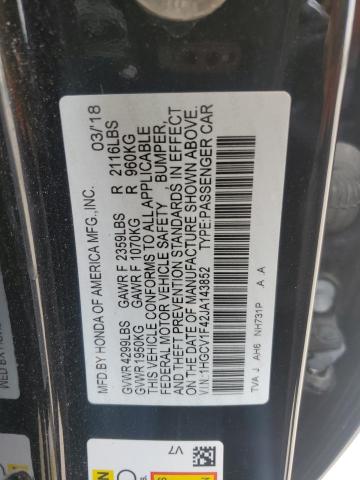 MFD BY HONDA OF AMERICA MFG.,INC. 03/18
GVWR 4299LBS GAWR F 2359LBS R 2116LBS
GVWR 1950KG GAWR F 1070KG R 960KG
THIS VEHICLE CONFORMS TO ALL APPLICABLE
FEDERAL MOTOR VEHICLE SAFETY BUMPER,
AND THEFT PREVENTION STANDARDS IN EFFECT
ON THE DATE OF MANUFACTURE SHOWN ABOVE.
V.I.N.:1HGCV1F42JA143852 TYPE:PASSENGER CAR
TVA J AH6 NH731P A A
V7